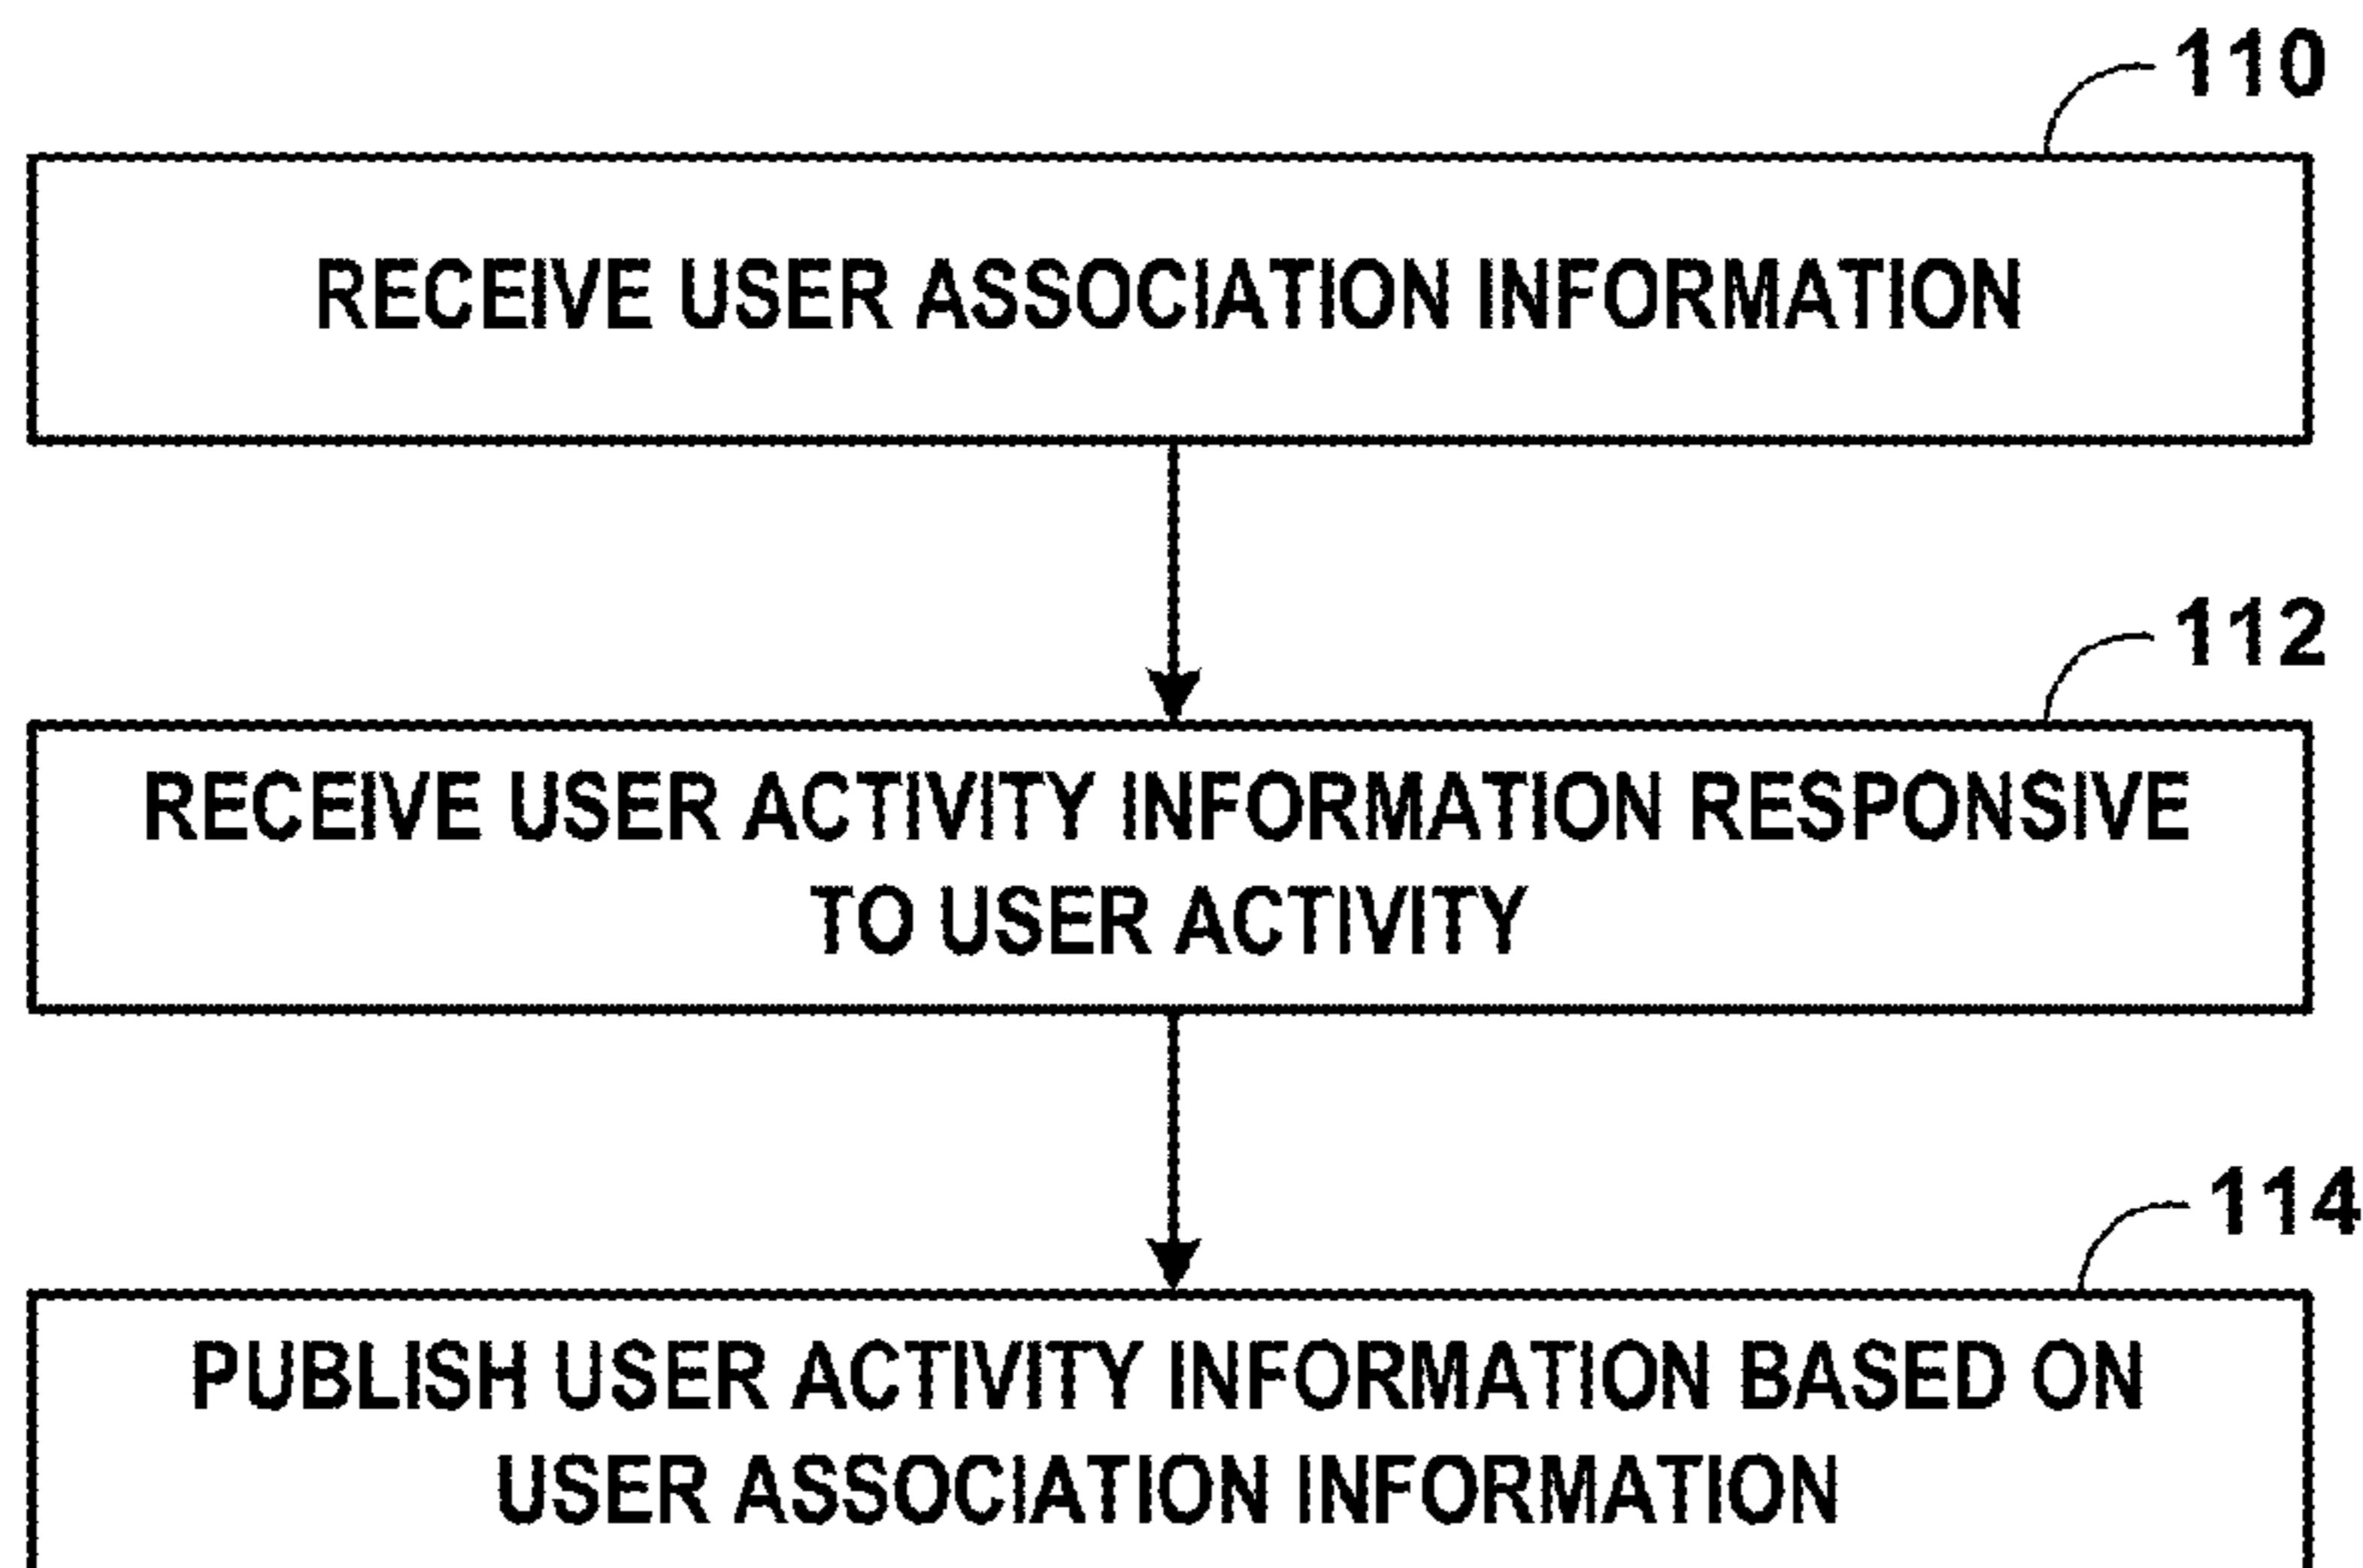 110
RECEIVE USER ASSOCIATION INFORMATION
112
RECEIVE USER ACTIVITY INFORMATION RESPONSIVE
TO USER ACTIVITY
114
PUBLISH USER ACTIVITY INFORMATION BASED ON
USER ASSOCIATION INFORMATION